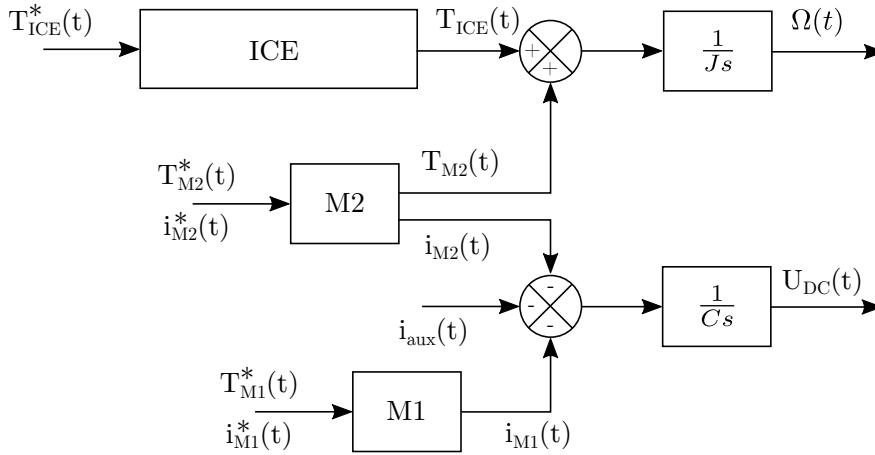 T*ICE(t)
ICE
TICE(t)
+
+
1
Js
Ω(t)
T*M2(t)
i*M2(t)
M2
TM2(t)
iM2(t)
-
-
-
iaux(t)
1
Cs
UDC(t)
T*M1(t)
i*M1(t)
M1
iM1(t)